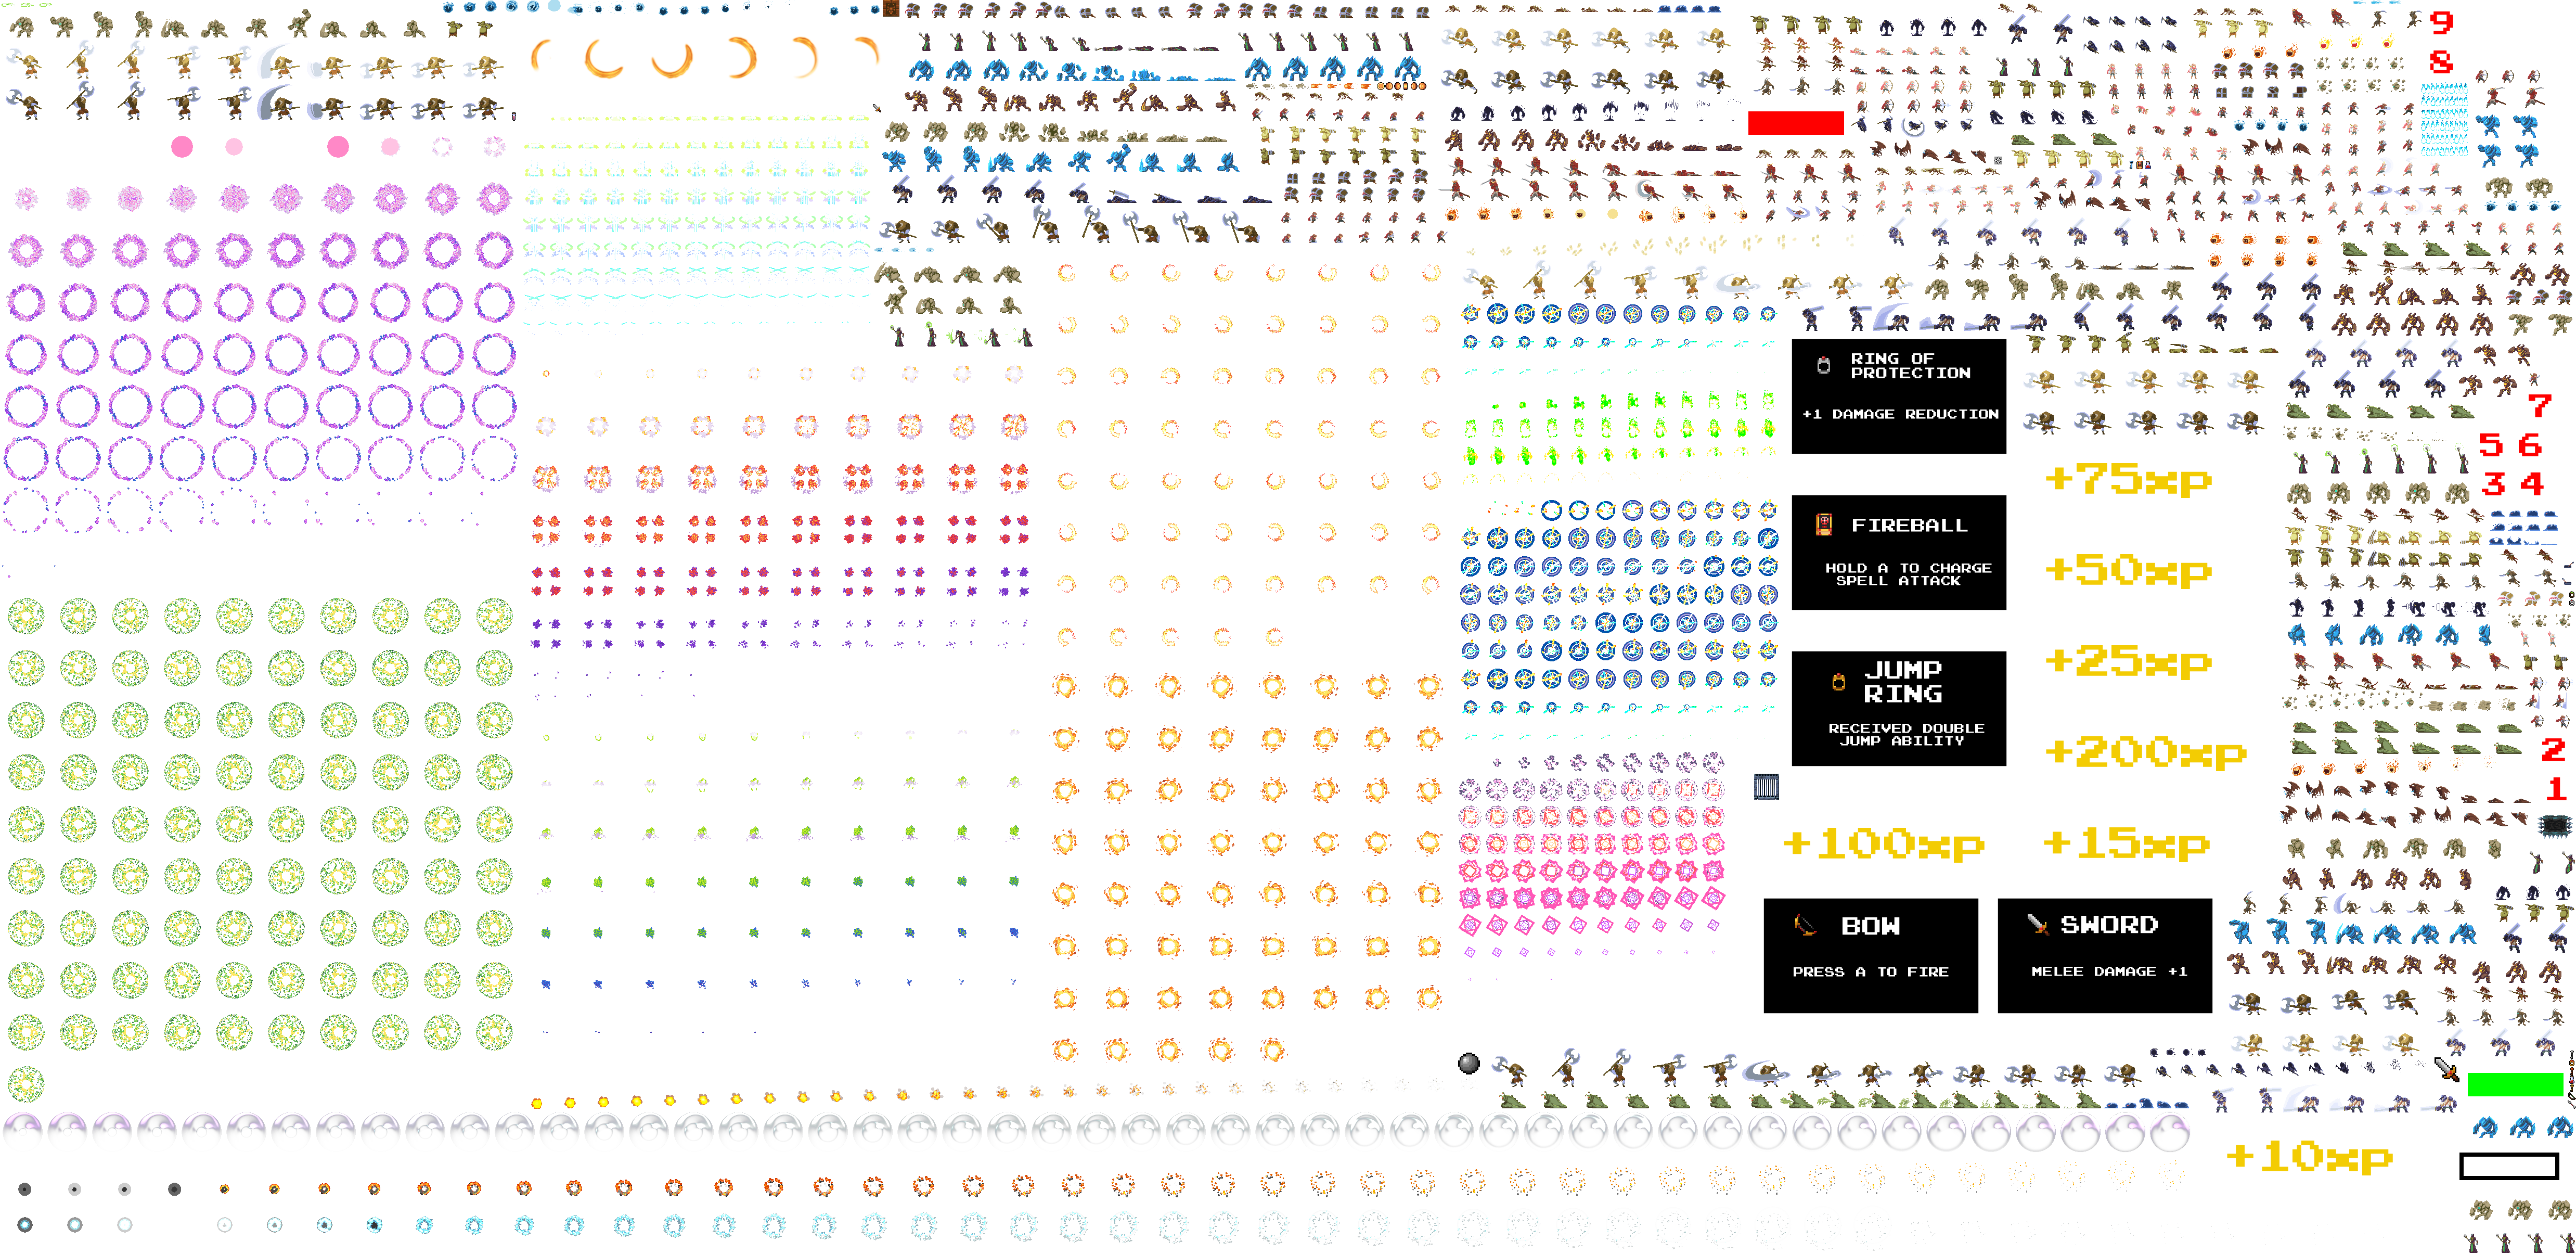 9
8
RING OF
PROTECTION
+1 DAMAGE REDUCTION
7
5 6
3 4
+75xp
FIREBALL
HOLD A TO CHARGE
SPELL ATTACK
+50xp
JUMP
RING
RECEIVED DOUBLE
JUMP ABILITY
+25xp
+200xp
2
1
+100xp
+15xp
BOW
PRESS A TO FIRE
SWORD
MELEE DAMAGE +1
+10xp